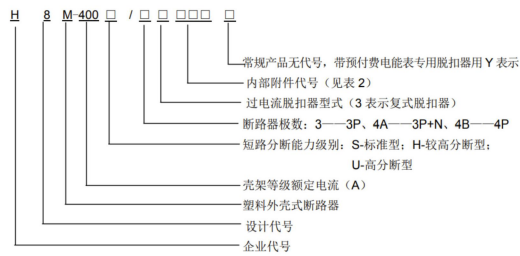 H 8 M-400 □ / □ □ □□□ □
常规产品无代号，带预付费电能表专用脱扣器用 Y 表示
内部附件代号（见表 2）
过电流脱扣器型式（3 表示复式脱扣器）
断路器极数：3——3P、4A——3P+N、4B——4P
短路分断能力级别：S-标准型；H-较高分断型；
U-高分断型
壳架等级额定电流（A）
塑料外壳式断路器
设计代号
企业代号